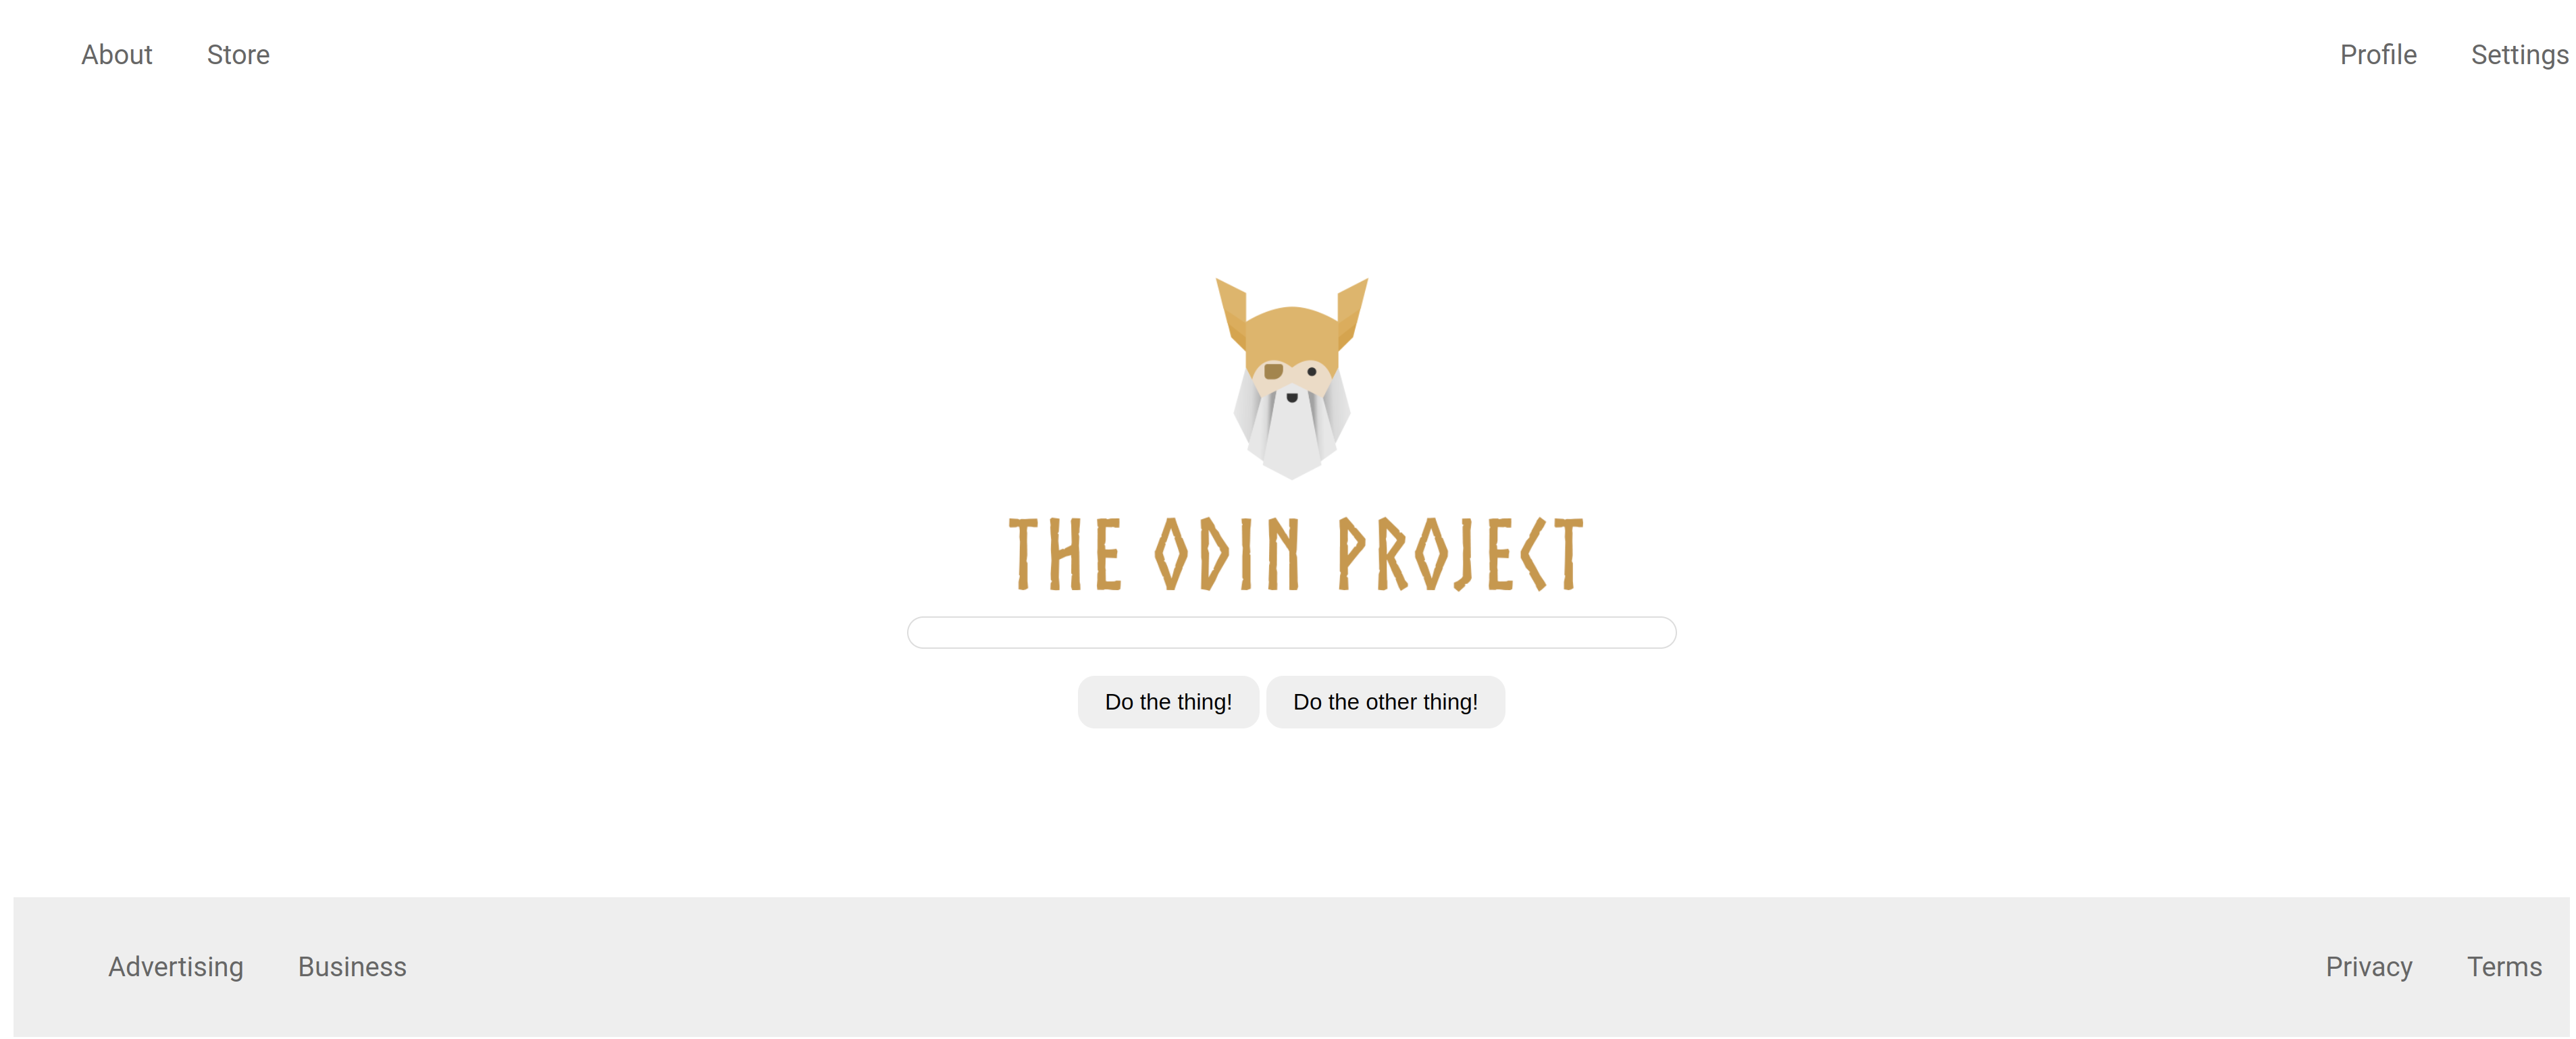 About Store Profile Settings
THE ODIN PROJECT
Do the thing! Do the other thing!
Advertising Business Privacy Terms